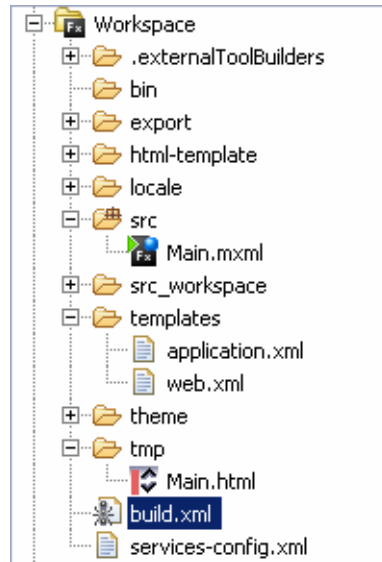 Workspace
.externalToolBuilders
bin
export
html-template
locale
src
Main.mxml
src_workspace
templates
application.xml
web.xml
theme
tmp
Main.html
build.xml
services-config.xml